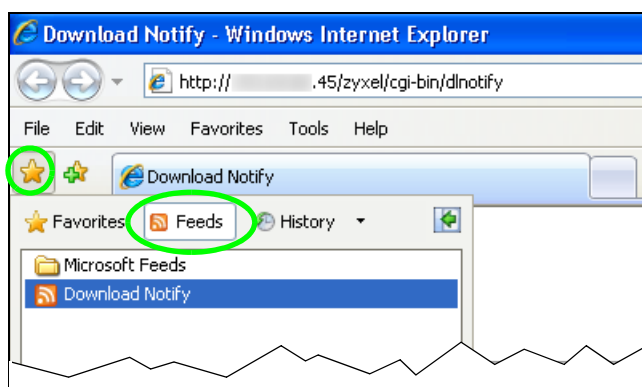 Download Notify - Windows Internet Explorer
http:// .45/zyxel/cgi-bin/dlnotify
File Edit View Favorites Tools Help
Download Notify
Favorites Feeds History
Microsoft Feeds
Download Notify